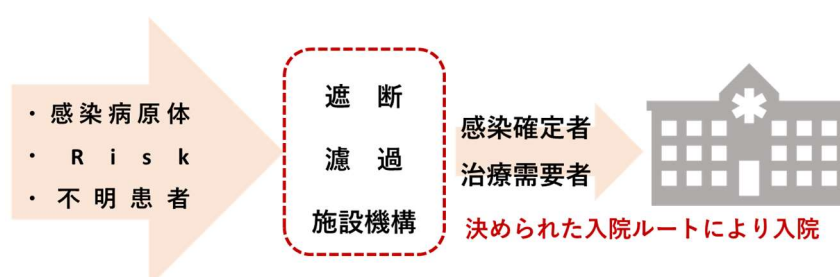 ・感染病原体
・Risk
・不明患者
遮断
濾過
施設機構
感染確定者
治療需要者
決められた入院ルートにより入院